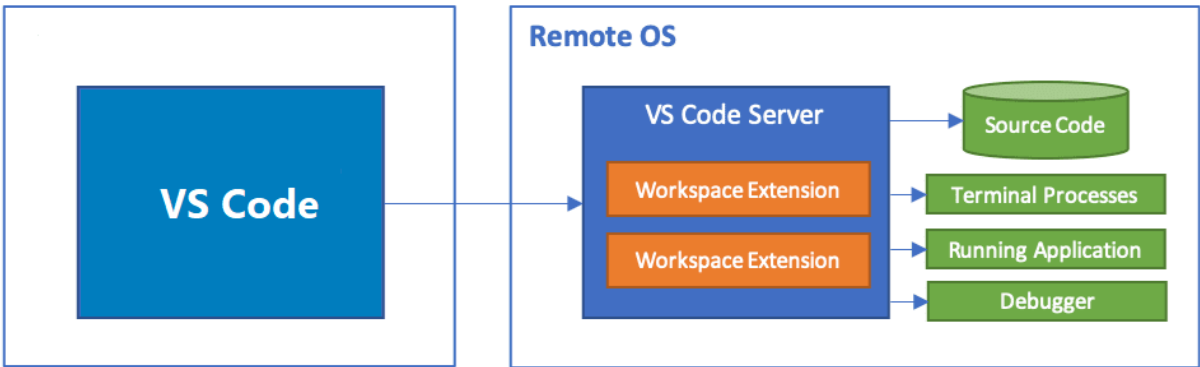 Remote OS
VS Code
VS Code Server
Workspace Extension
Workspace Extension
Source Code
Terminal Processes
Running Application
Debugger